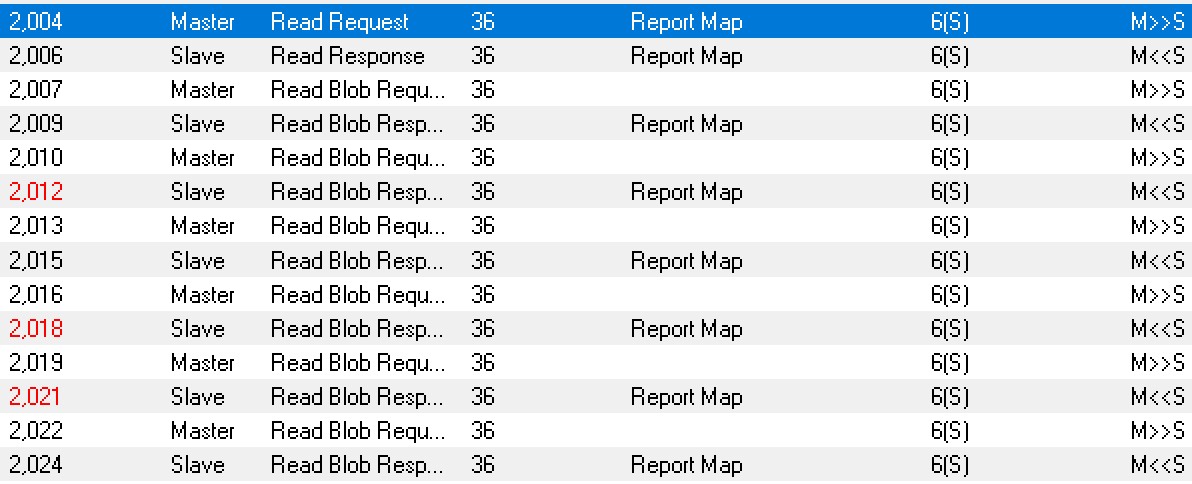 2,004 Master Read Request 36 Report Map 6(S) M>>S
2,006 Slave Read Response 36 Report Map 6(S) M<<S
2,007 Master Read Blob Requ... 36 6(S) M>>S
2,009 Slave Read Blob Resp... 36 Report Map 6(S) M<<S
2,010 Master Read Blob Requ... 36 6(S) M>>S
2,012 Slave Read Blob Resp... 36 Report Map 6(S) M<<S
2,013 Master Read Blob Requ... 36 6(S) M>>S
2,015 Slave Read Blob Resp... 36 Report Map 6(S) M<<S
2,016 Master Read Blob Requ... 36 6(S) M>>S
2,018 Slave Read Blob Resp... 36 Report Map 6(S) M<<S
2,019 Master Read Blob Requ... 36 6(S) M>>S
2,021 Slave Read Blob Resp... 36 Report Map 6(S) M<<S
2,022 Master Read Blob Requ... 36 6(S) M>>S
2,024 Slave Read Blob Resp... 36 Report Map 6(S) M<<S